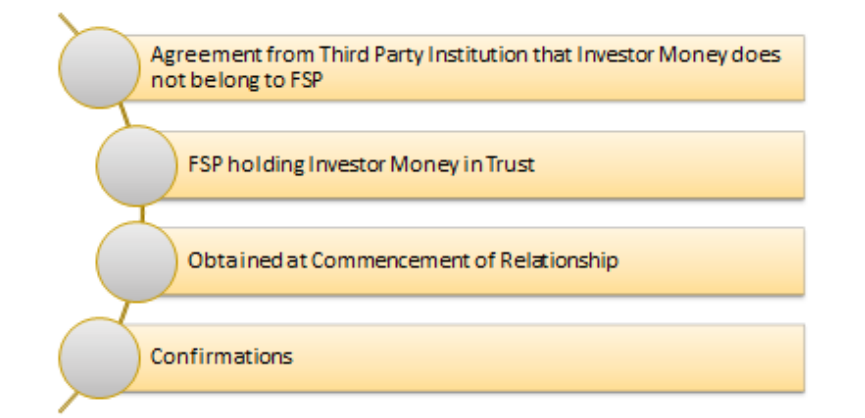 Agreement from Third Party Institution that Investor Money does
not belong to FSP
FSP holding Investor Money in Trust
Obtained at Commencement of Relationship
Confirmations